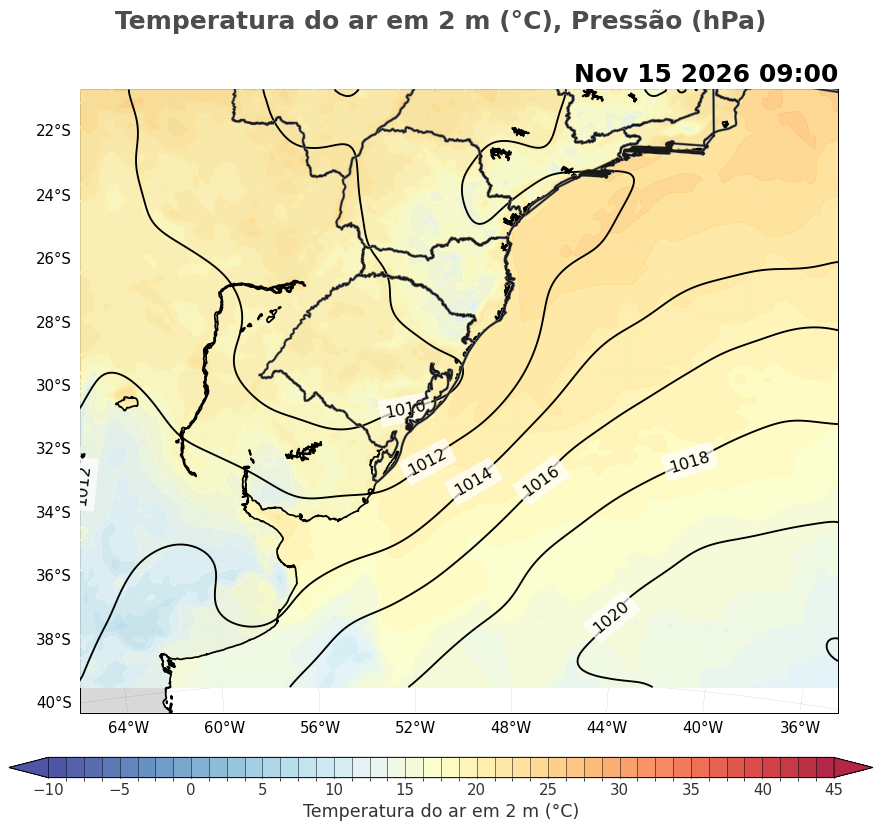 Temperatura do ar em 2 m (°C), Pressão (hPa)
Nov 15 2026 09:00
22°S
24°S
26°S
28°S
30°S
32°S
34°S
36°S
38°S
40°S
1010
1012
1014
1016
1018
1012
1020
64°W 60°W 56°W 52°W 48°W 44°W 40°W 36°W
−10 −5 0 5 10 15 20 25 30 35 40 45
Temperatura do ar em 2 m (°C)